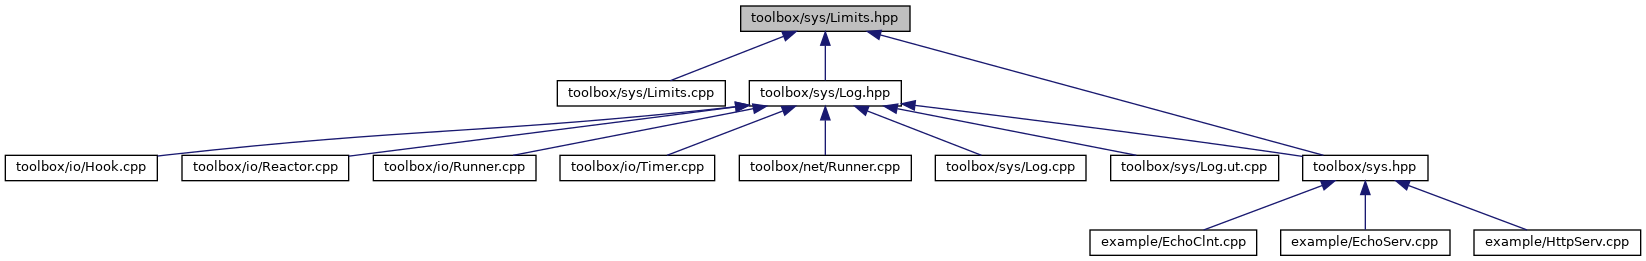 toolbox/sys/Limits.hpp
toolbox/sys/Limits.cpp
toolbox/sys/Log.hpp
toolbox/io/Hook.cpp
toolbox/io/Reactor.cpp
toolbox/io/Runner.cpp
toolbox/io/Timer.cpp
toolbox/net/Runner.cpp
toolbox/sys/Log.cpp
toolbox/sys/Log.ut.cpp
toolbox/sys.hpp
example/EchoClnt.cpp
example/EchoServ.cpp
example/HttpServ.cpp